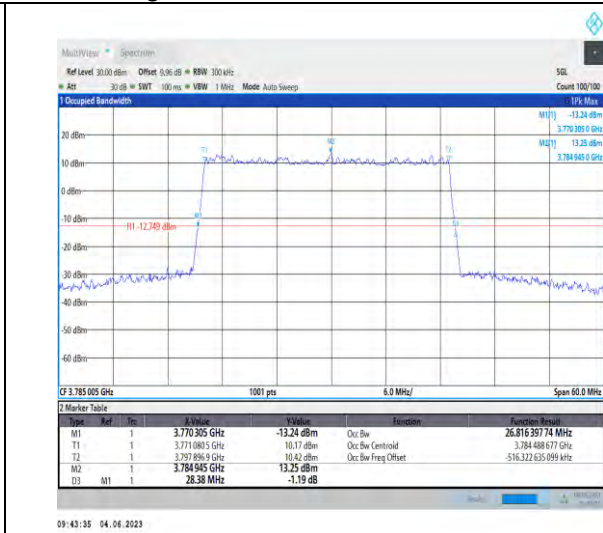 MultiView Spectrum
Ref Level 30.00 dBm Offset 9.96 dB RBW 300 kHz SGL
Att 30 dB SWT 100 ms VBW 1 MHz Mode Auto Sweep Count 100/100
1 Occupied Bandwidth 1Pk Max
M1[1] -13.24 dBm
3.770 305 0 GHz
M2[1] 13.25 dBm
3.784 945 0 GHz
20 dBm
10 dBm
0 dBm
-10 dBm
-20 dBm
-30 dBm
-40 dBm
-50 dBm
-60 dBm
T1
M2
T2
M1
H1 -12.749 dBm
CF 3.785 005 GHz 1001 pts 6.0 MHz/ Span 60.0 MHz
2 Marker Table
Type Ref Trc X-Value Y-Value Function Function Result
M1 1 3.770 305 GHz -13.24 dBm Occ Bw 26.816 397 74 MHz
T1 1 3.771 080 5 GHz 10.17 dBm Occ Bw Centroid 3.784 488 677 GHz
T2 1 3.797 896 9 GHz 10.42 dBm Occ Bw Freq Offset -516.322 635 099 kHz
M2 1 3.784 945 GHz 13.25 dBm
D3 M1 1 28.38 MHz -1.19 dB
09:43:35 04.06.2023